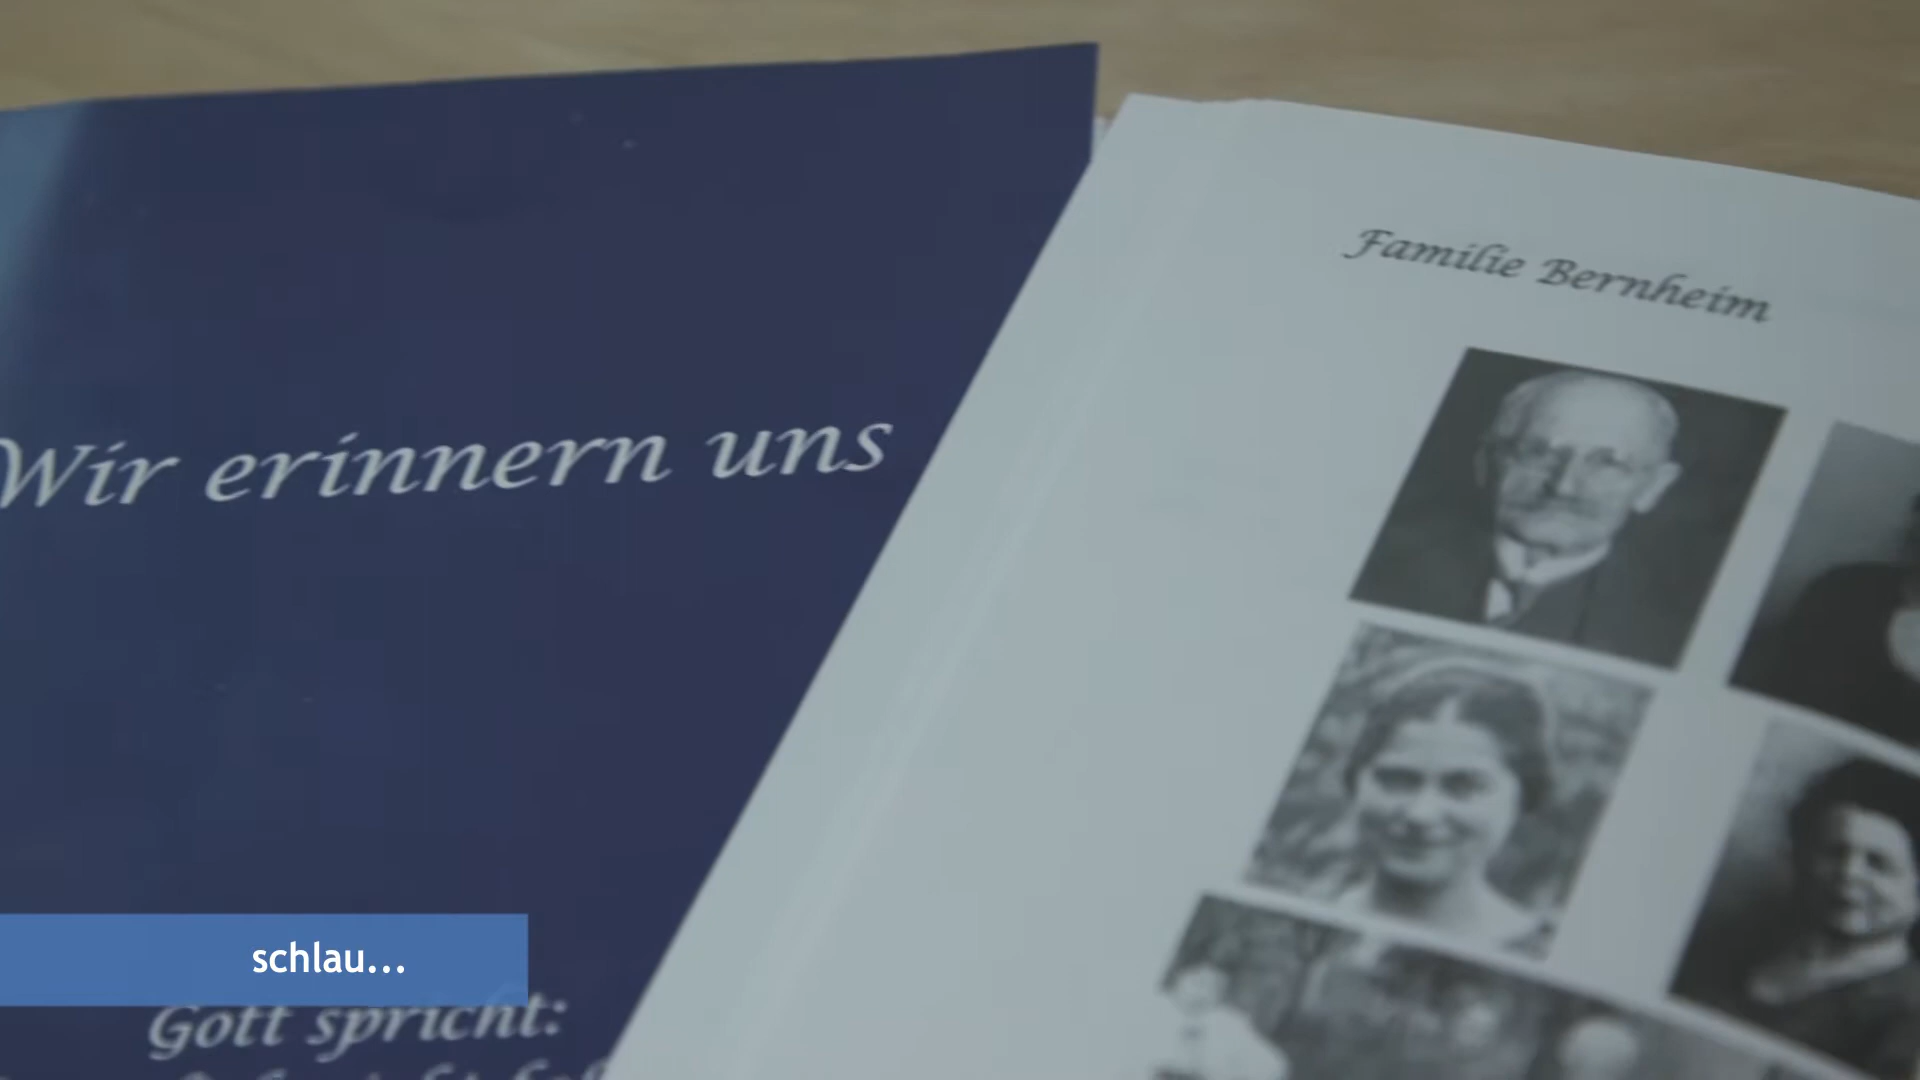 Wir erinnern uns
Familie Bernheim
schlau...
Gott spricht: